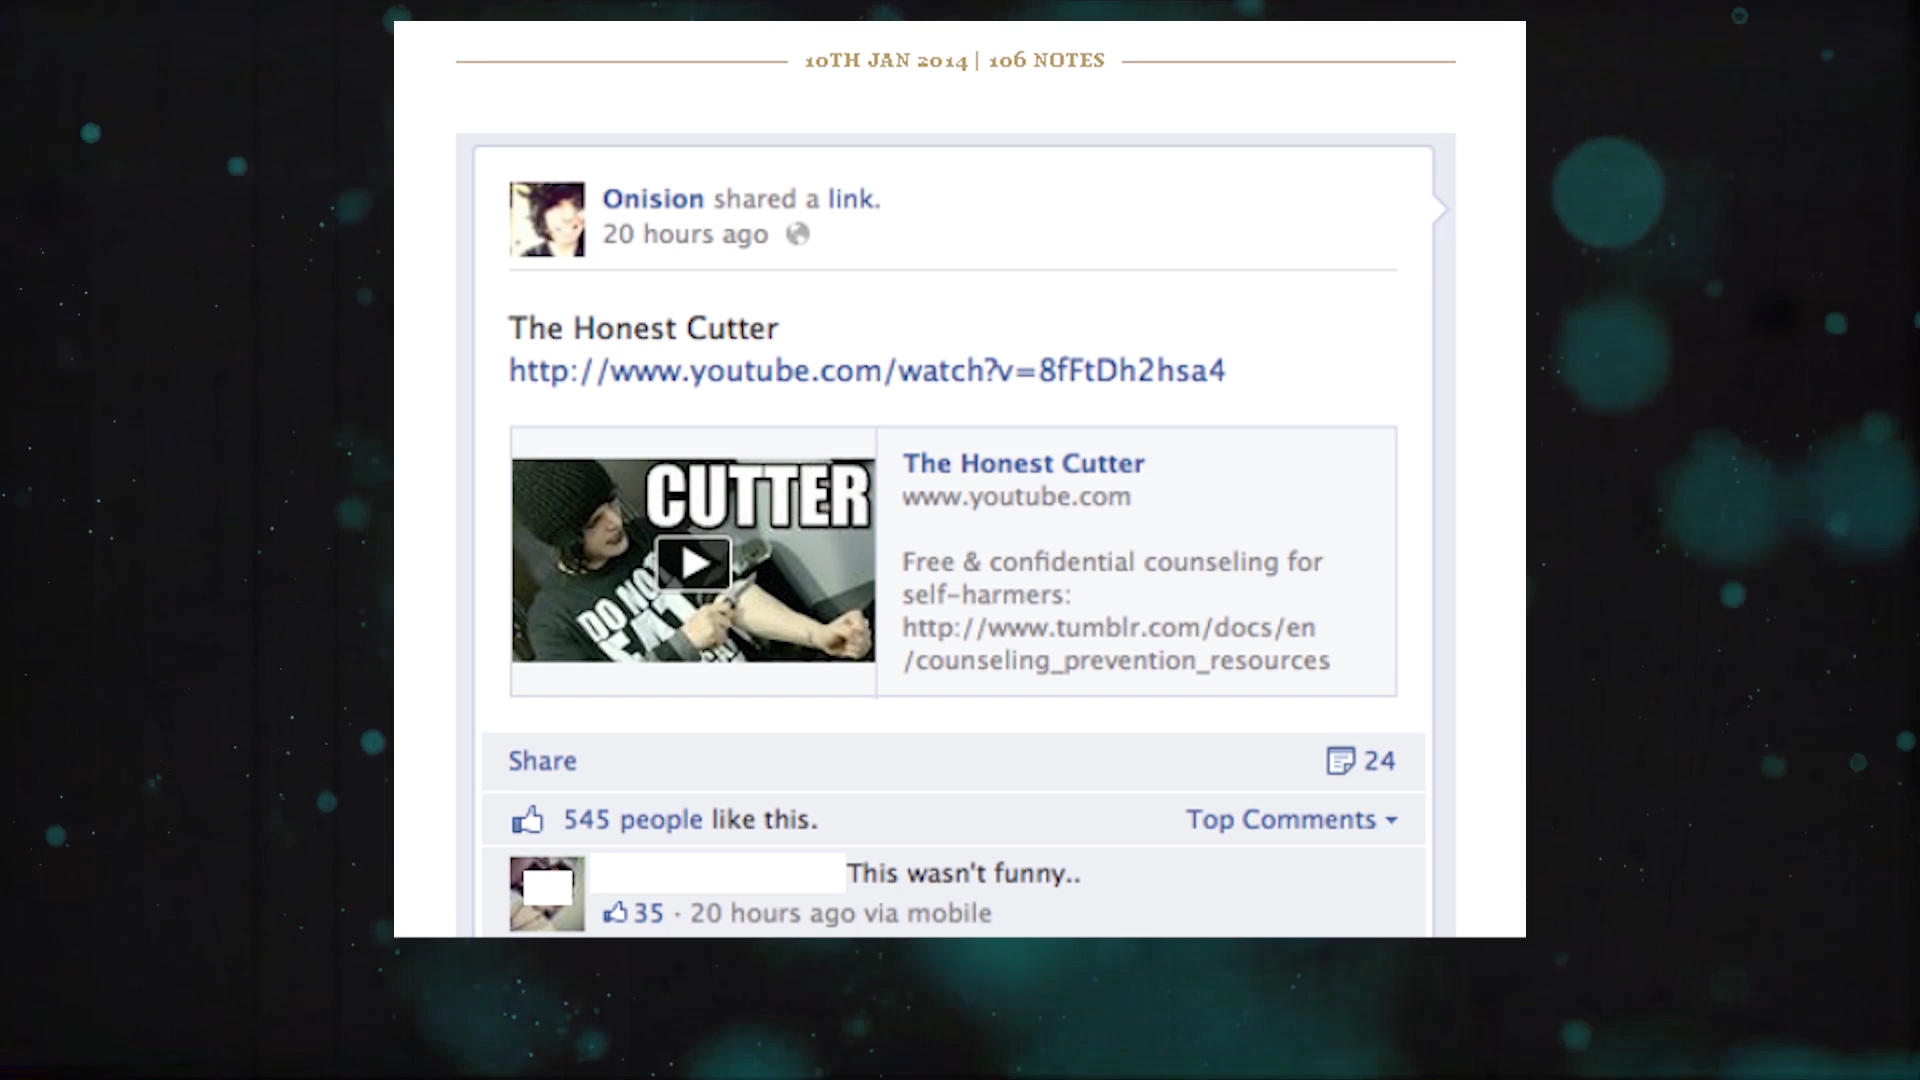 10TH JAN 2014 | 106 NOTES
Onision shared a link.
20 hours ago
The Honest Cutter
http://www.youtube.com/watch?v=8fFtDh2hsa4
CUTTER
DO NOT
EAT
The Honest Cutter
www.youtube.com
Free & confidential counseling for
self-harmers:
http://www.tumblr.com/docs/en
/counseling_prevention_resources
Share
24
545 people like this.
Top Comments
This wasn't funny..
35 · 20 hours ago via mobile